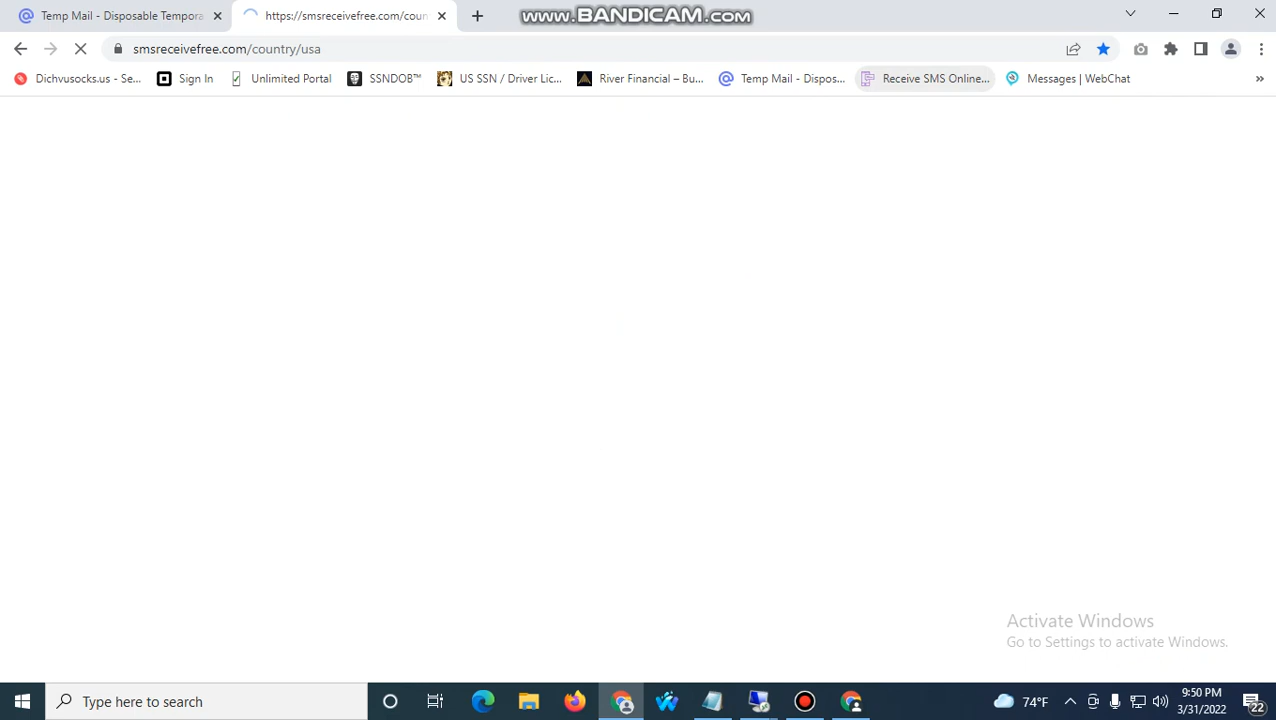 Temp Mail - Disposable Tempora
https://smsreceivefree.com/coun
www.BANDICAM.com
smsreceivefree.com/country/usa
Dichvusocks.us - Se...
Sign In
Unlimited Portal
SSNDOB™
US SSN / Driver Lic...
River Financial – Bu...
Temp Mail - Dispos...
Receive SMS Online...
Messages | WebChat
»
Activate Windows
Go to Settings to activate Windows.
Type here to search
74°F
9:50 PM
3/31/2022
22